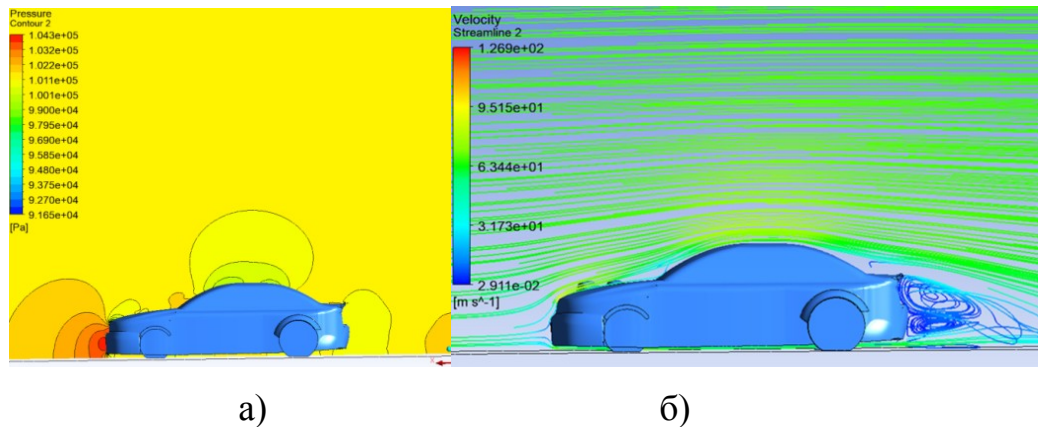 Pressure
Contour 2
1.043e+05
1.032e+05
1.022e+05
1.011e+05
1.001e+05
9.900e+04
9.795e+04
9.690e+04
9.585e+04
9.480e+04
9.375e+04
9.270e+04
9.165e+04
[Pa]
x
Velocity
Streamline 2
1.269e+02
9.515e+01
6.344e+01
3.173e+01
2.911e-02
[m s^-1]
а)
б)